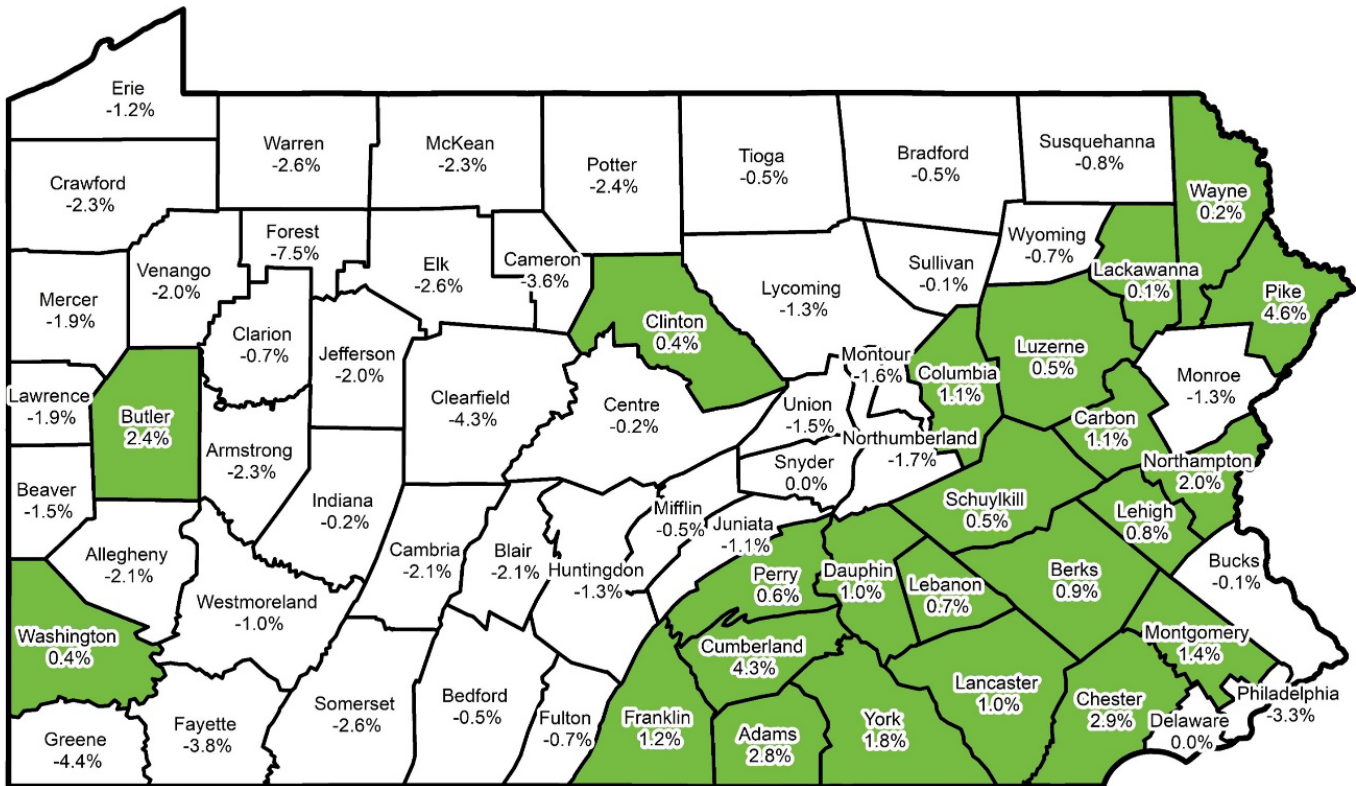 Erie
-1.2%
Warren
-2.6%
McKean
-2.3%
Potter
-2.4%
Tioga
-0.5%
Bradford
-0.5%
Susquehanna
-0.8%
Wayne
0.2%
Crawford
-2.3%
Forest
-7.5%
Venango
-2.0%
Elk
-2.6%
Cameron
-3.6%
Sullivan
-0.1%
Wyoming
-0.7%
Lackawanna
0.1%
Pike
4.6%
Mercer
-1.9%
Clarion
-0.7%
Jefferson
-2.0%
Clinton
0.4%
Lycoming
-1.3%
Montour
-1.6%
Columbia
1.1%
Luzerne
0.5%
Monroe
-1.3%
Lawrence
-1.9%
Butler
2.4%
Armstrong
-2.3%
Clearfield
-4.3%
Centre
-0.2%
Union
-1.5%
Northumberland
-1.7%
Carbon
1.1%
Northampton
2.0%
Beaver
-1.5%
Indiana
-0.2%
Snyder
0.0%
Mifflin
-0.5%
Juniata
-1.1%
Schuylkill
0.5%
Lehigh
0.8%
Allegheny
-2.1%
Cambria
-2.1%
Blair
-2.1%
Huntingdon
-1.3%
Perry
0.6%
Dauphin
1.0%
Lebanon
0.7%
Berks
0.9%
Bucks
-0.1%
Westmoreland
-1.0%
Washington
0.4%
Cumberland
4.3%
Montgomery
1.4%
Greene
-4.4%
Fayette
-3.8%
Somerset
-2.6%
Bedford
-0.5%
Fulton
-0.7%
Franklin
1.2%
Adams
2.8%
York
1.8%
Lancaster
1.0%
Chester
2.9%
Delaware
0.0%
Philadelphia
-3.3%